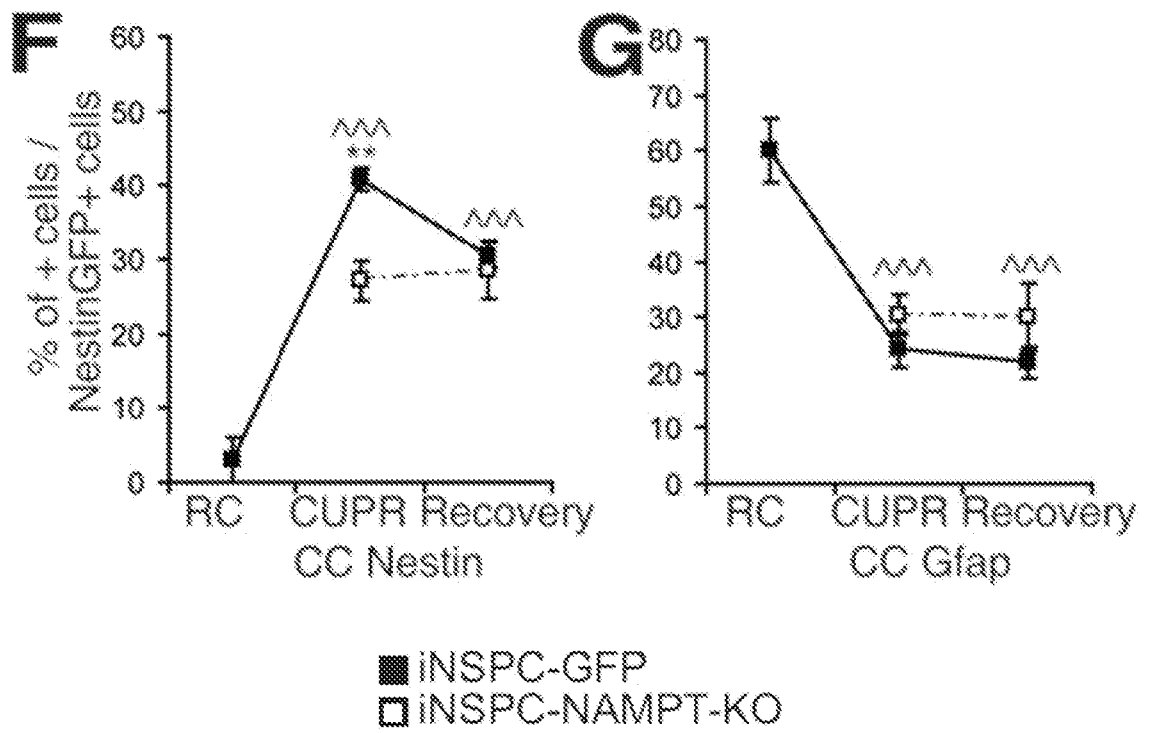 F
% of + cells /
NestinGFP+ cells
60
50
40
30
20
10
0
^^^
**
^^^
RC CUPR Recovery
CC Nestin
G
80
70
60
50
40
30
20
10
0
^^^ ^^^
RC CUPR Recovery
CC Gfap
iNSPC-GFP
iNSPC-NAMPT-KO